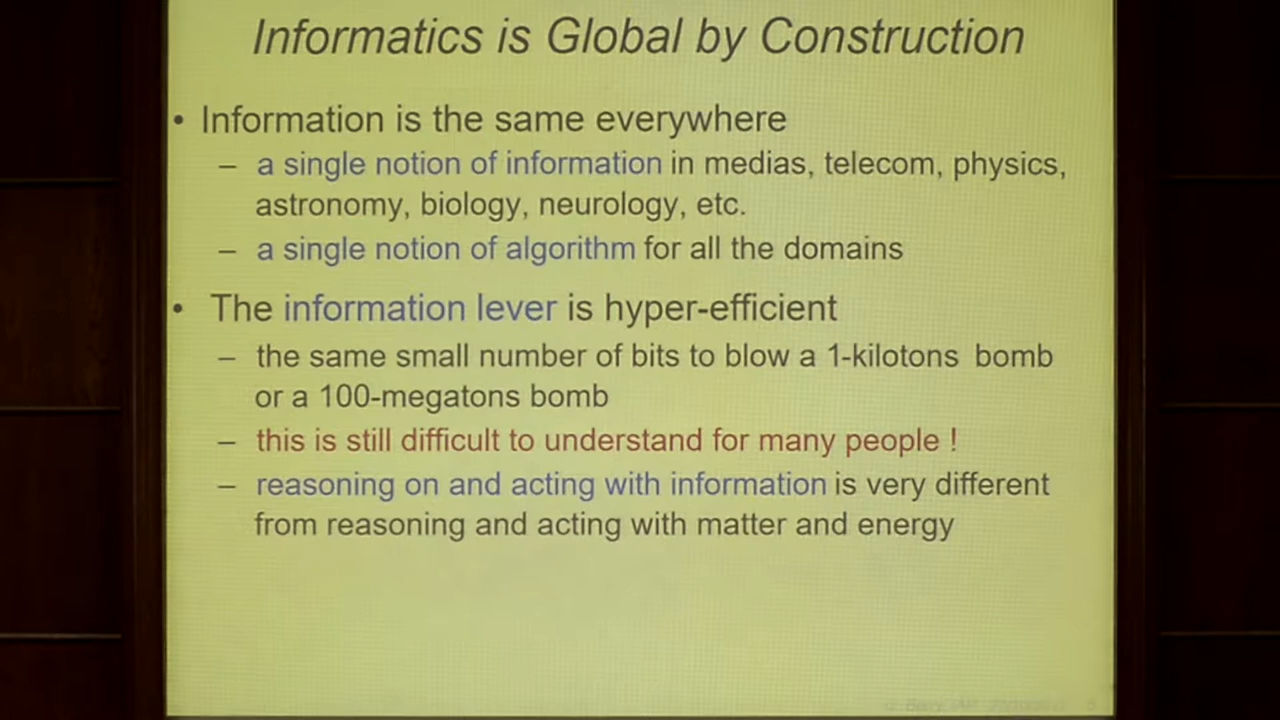 Informatics is Global by Construction
• Information is the same everywhere
– a single notion of information in medias, telecom, physics,
astronomy, biology, neurology, etc.
– a single notion of algorithm for all the domains
• The information lever is hyper-efficient
– the same small number of bits to blow a 1-kilotons bomb
or a 100-megatons bomb
– this is still difficult to understand for many people !
– reasoning on and acting with information is very different
from reasoning and acting with matter and energy